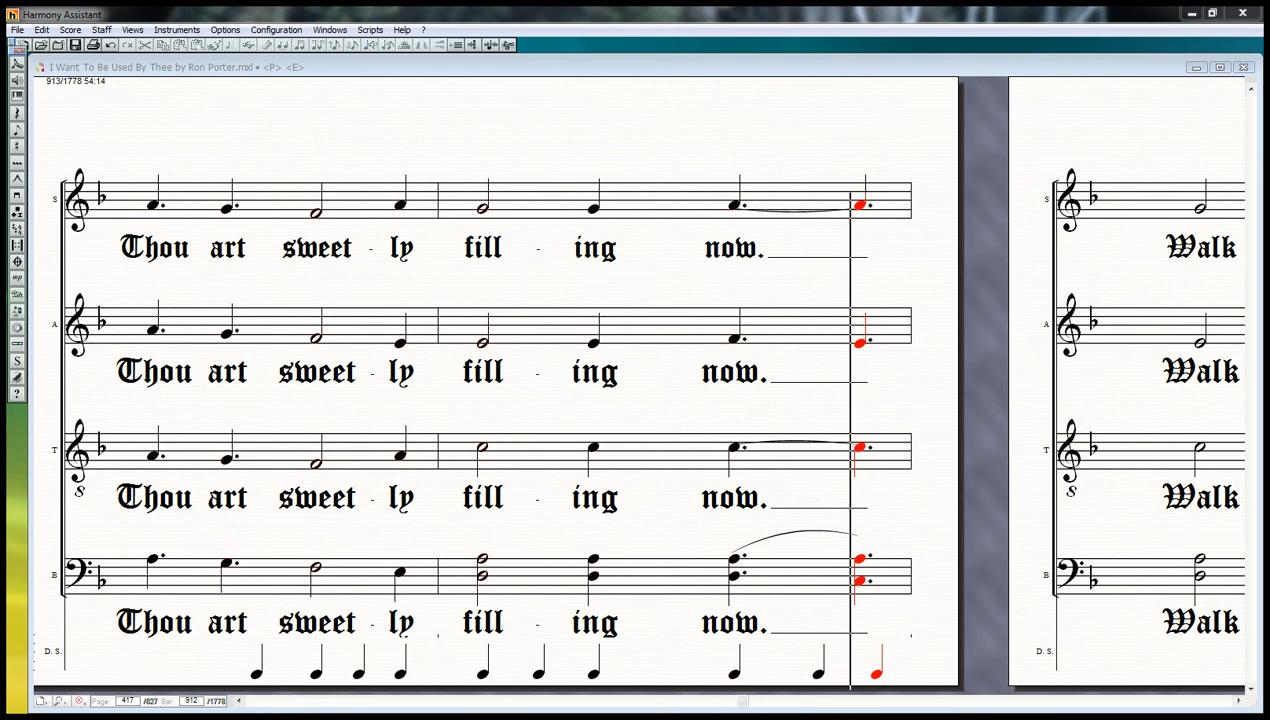 Harmony Assistant
File Edit Score Staff Views Instruments Options Configuration Windows Scripts Help ?
I Want To Be Used By Thee by Ron Porter.mxd • <P> <E>
913/1778 54:14
S
Thou art sweet - ly fill - ing now.
S
Walk
A
Thou art sweet - ly fill - ing now.
A
Walk
T
8
Thou art sweet - ly fill - ing now.
T
8
Walk
B
Thou art sweet - ly fill - ing now.
B
Walk
D. S.
D. S.
Page: 417 /827 Bar: 912 /1778